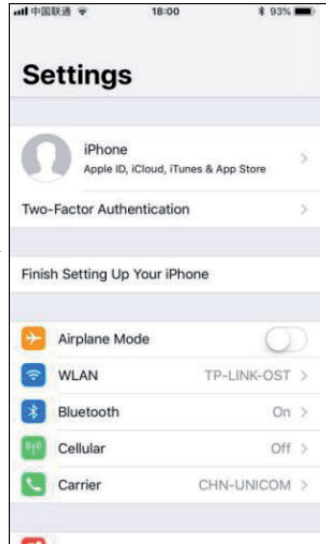 中国联通 18:00 93%
Settings
iPhone
Apple ID, iCloud, iTunes & App Store
Two-Factor Authentication
Finish Setting Up Your iPhone
Airplane Mode
WLAN TP-LINK-OST
Bluetooth On
Cellular Off
Carrier CHN-UNICOM